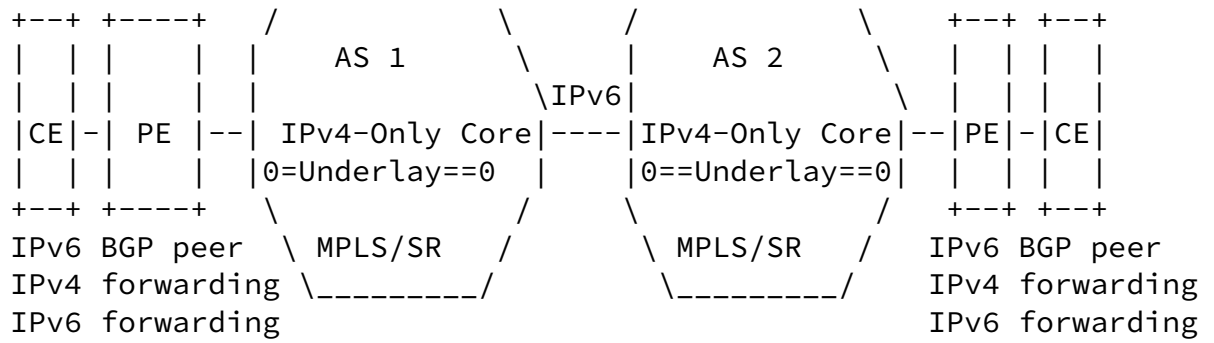 +--+ +----+   /           \      /           \     +--+ +--+
|  | |    |  |    AS 1     \     |    AS 2    \    |  | |  |
|  | |    |  |              \IPv6|             \   |  | |  |
|CE|-| PE |--| IPv4-Only Core|----|IPv4-Only Core|--|PE|-|CE|
|  | |    |  |0=Underlay==0  |    |0==Underlay==0|  |  | |  |
+--+ +----+   \             /     \             /   +--+ +--+
IPv6 BGP peer  \ MPLS/SR   /       \ MPLS/SR   /   IPv6 BGP peer
IPv4 forwarding \_________/         \_________/    IPv4 forwarding
IPv6 forwarding                                    IPv6 forwarding